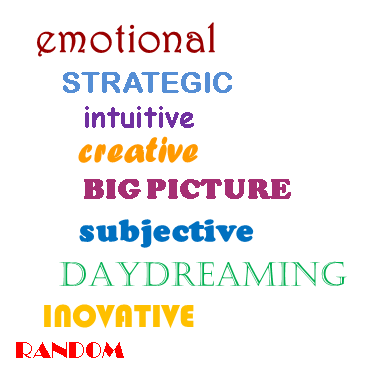 emotional
STRATEGIC
intuitive
creative
BIG PICTURE
subjective
DAYDREAMING
INOVATIVE
RANDOM